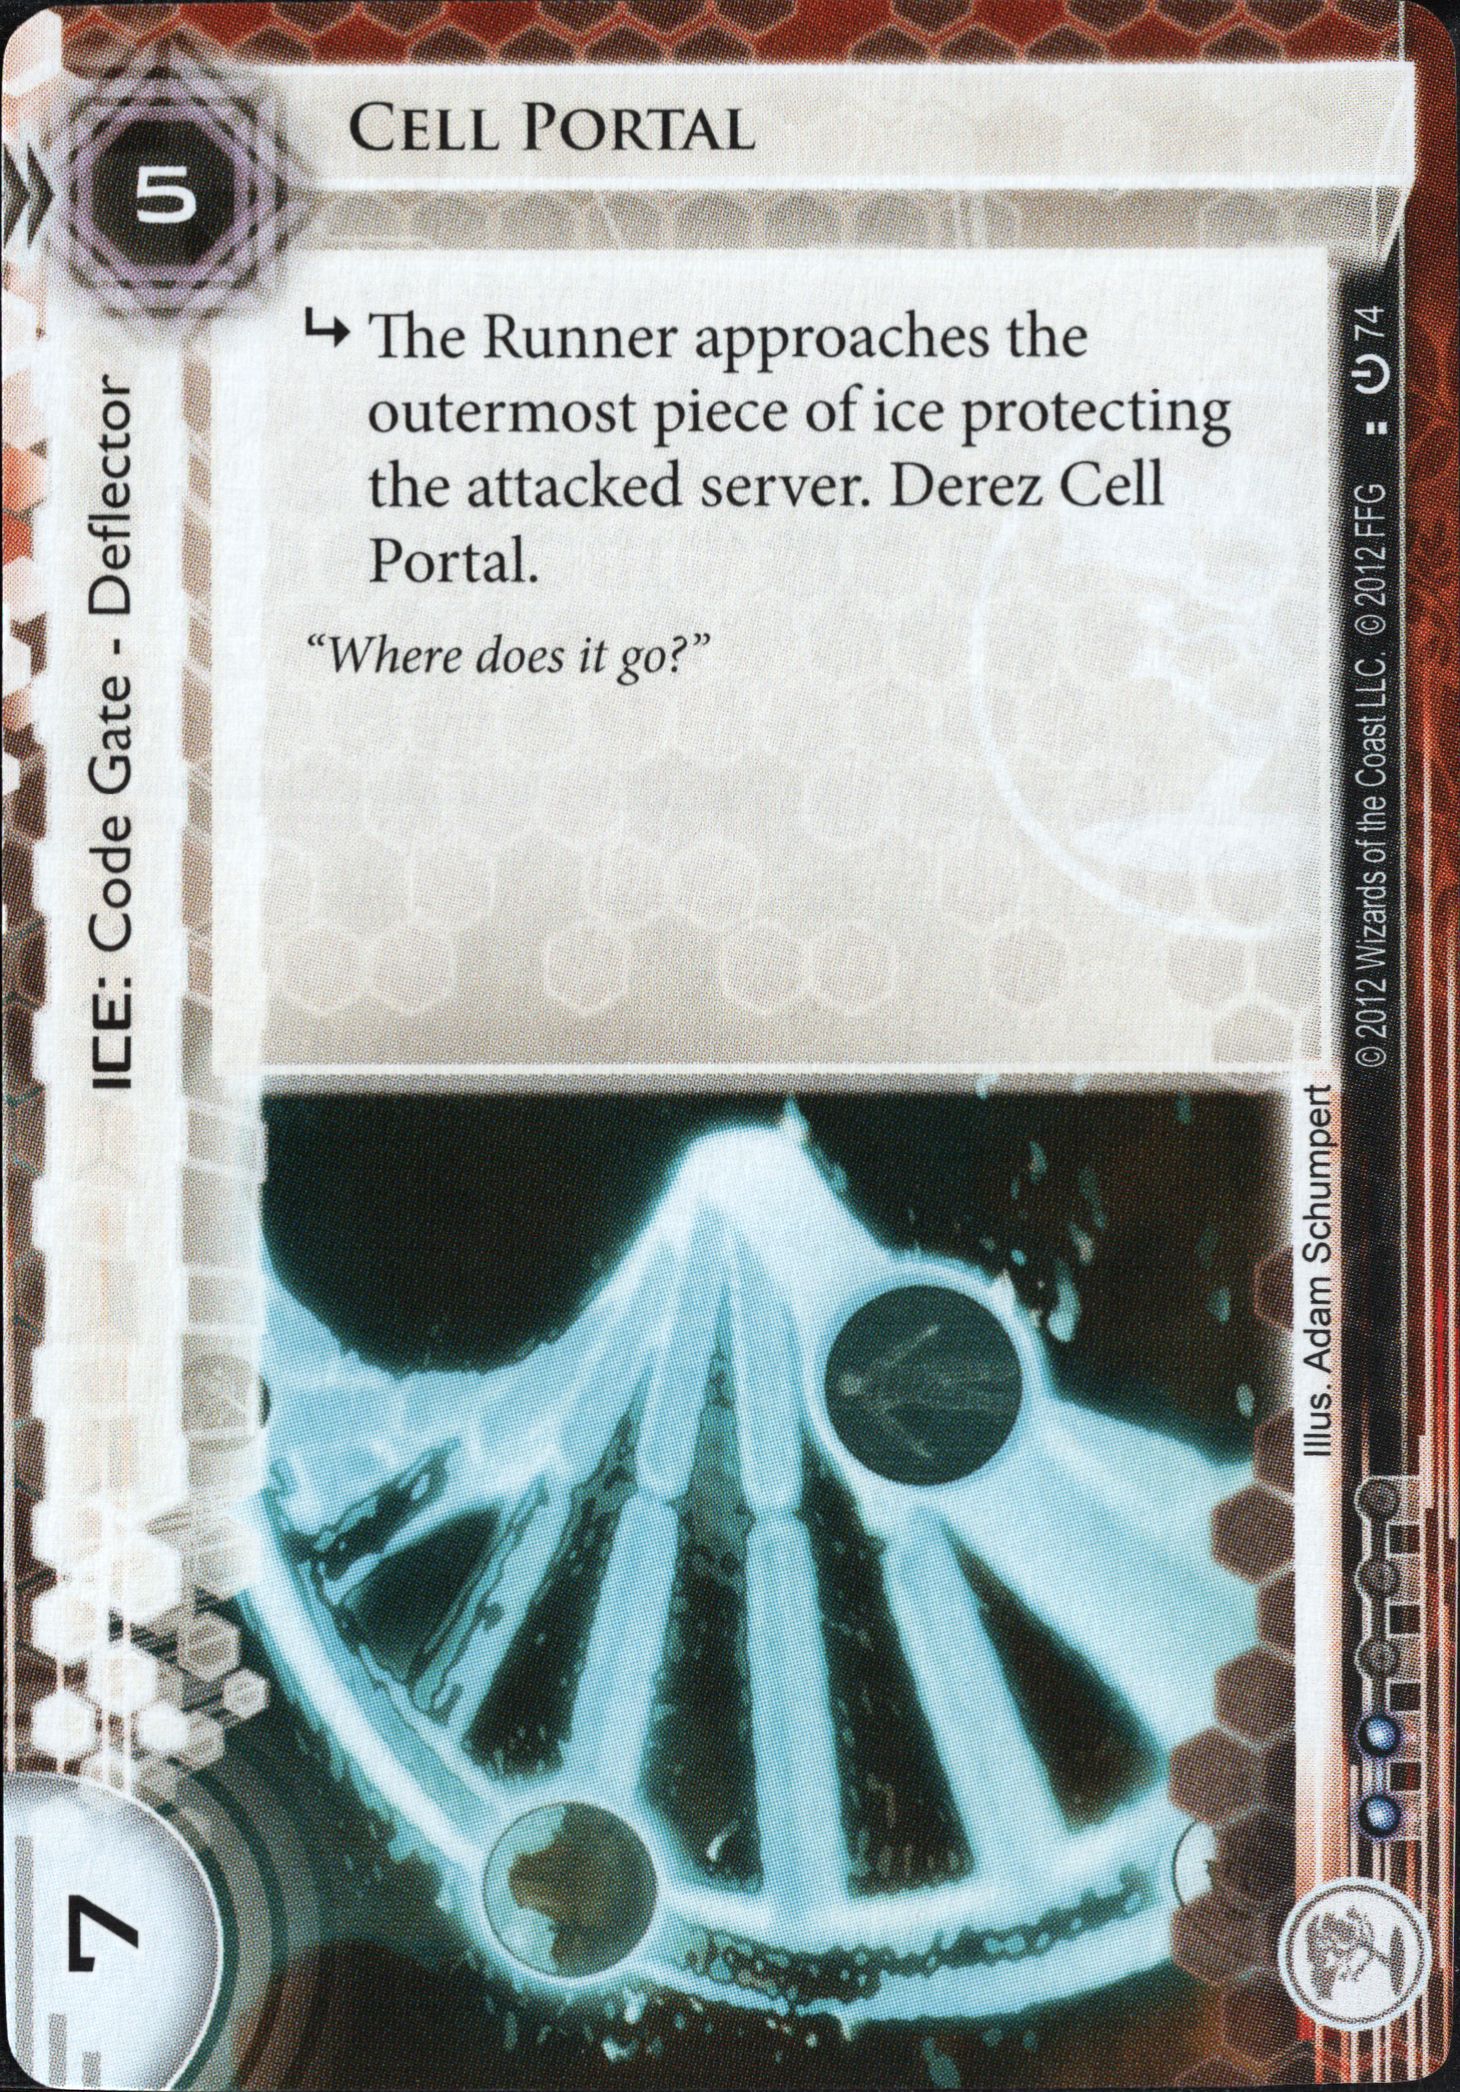 CELL PORTAL
5
↳ The Runner approaches the
outermost piece of ice protecting
the attacked server. Derez Cell
Portal.
“Where does it go?”
ICE: Code Gate - Deflector
7
Illus. Adam Schumpert
© 2012 Wizards of the Coast LLC. © 2012 FFG
74